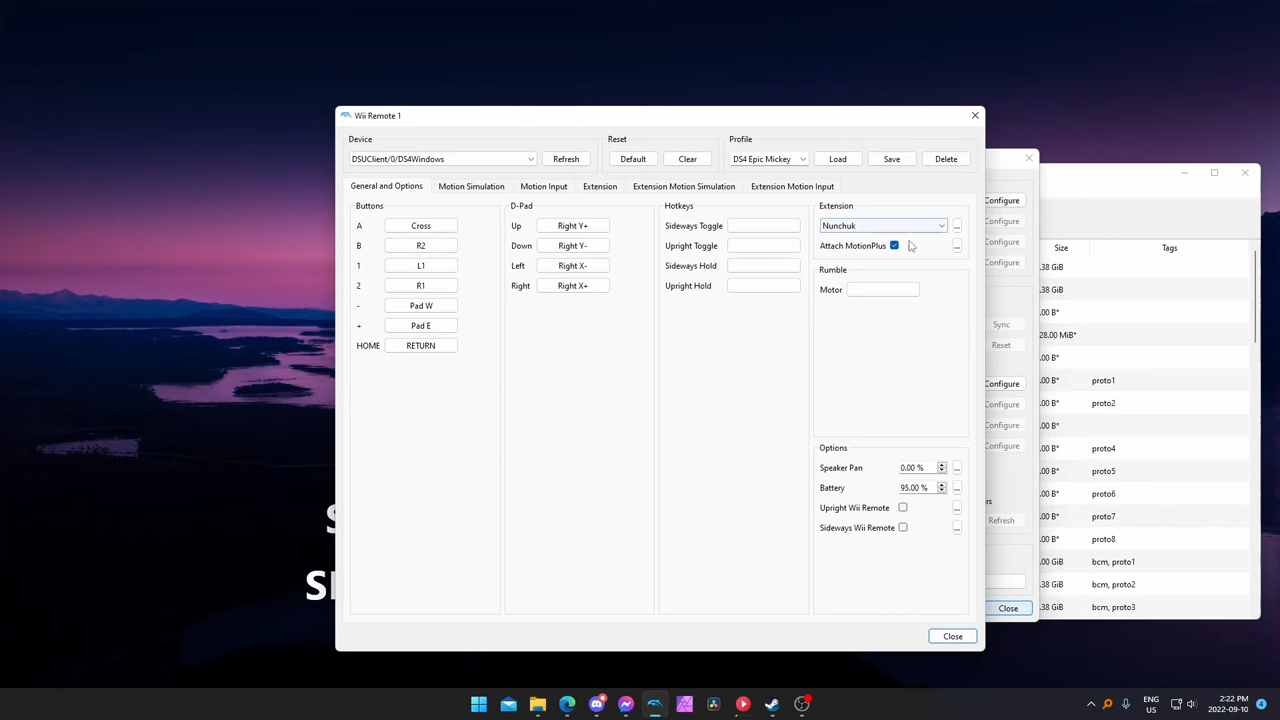 Wii Remote 1
Device
Reset
Profile
DSUClient/0/DS4Windows
Refresh
Default
Clear
DS4 Epic Mickey
Load
Save
Delete
General and Options
Motion Simulation
Motion Input
Extension
Extension Motion Simulation
Extension Motion Input
Buttons
A Cross
B R2
1 L1
2 R1
- Pad W
+ Pad E
HOME RETURN
D-Pad
Up Right Y+
Down Right Y-
Left Right X-
Right Right X+
Hotkeys
Sideways Toggle
Upright Toggle
Sideways Hold
Upright Hold
Extension
Nunchuk
...
Attach MotionPlus
...
Rumble
Motor
Options
Speaker Pan 0.00 % ...
Battery 95.00 % ...
Upright Wii Remote ...
Sideways Wii Remote ...
Close
Configure
Configure
Configure
Configure
Sync
Reset
Configure
Configure
Configure
Configure
Refresh
Close
Size Tags
.38 GiB
.38 GiB
.00 B*
28.00 MiB*
.00 B*
.00 B* proto1
.00 B* proto2
.00 B*
.00 B* proto4
.00 B* proto5
.00 B* proto6
.00 B* proto7
.00 B* proto8
.00 GiB bcm, proto1
.38 GiB bcm, proto2
.38 GiB bcm, proto3
ENG
US
2:22 PM
2022-09-10